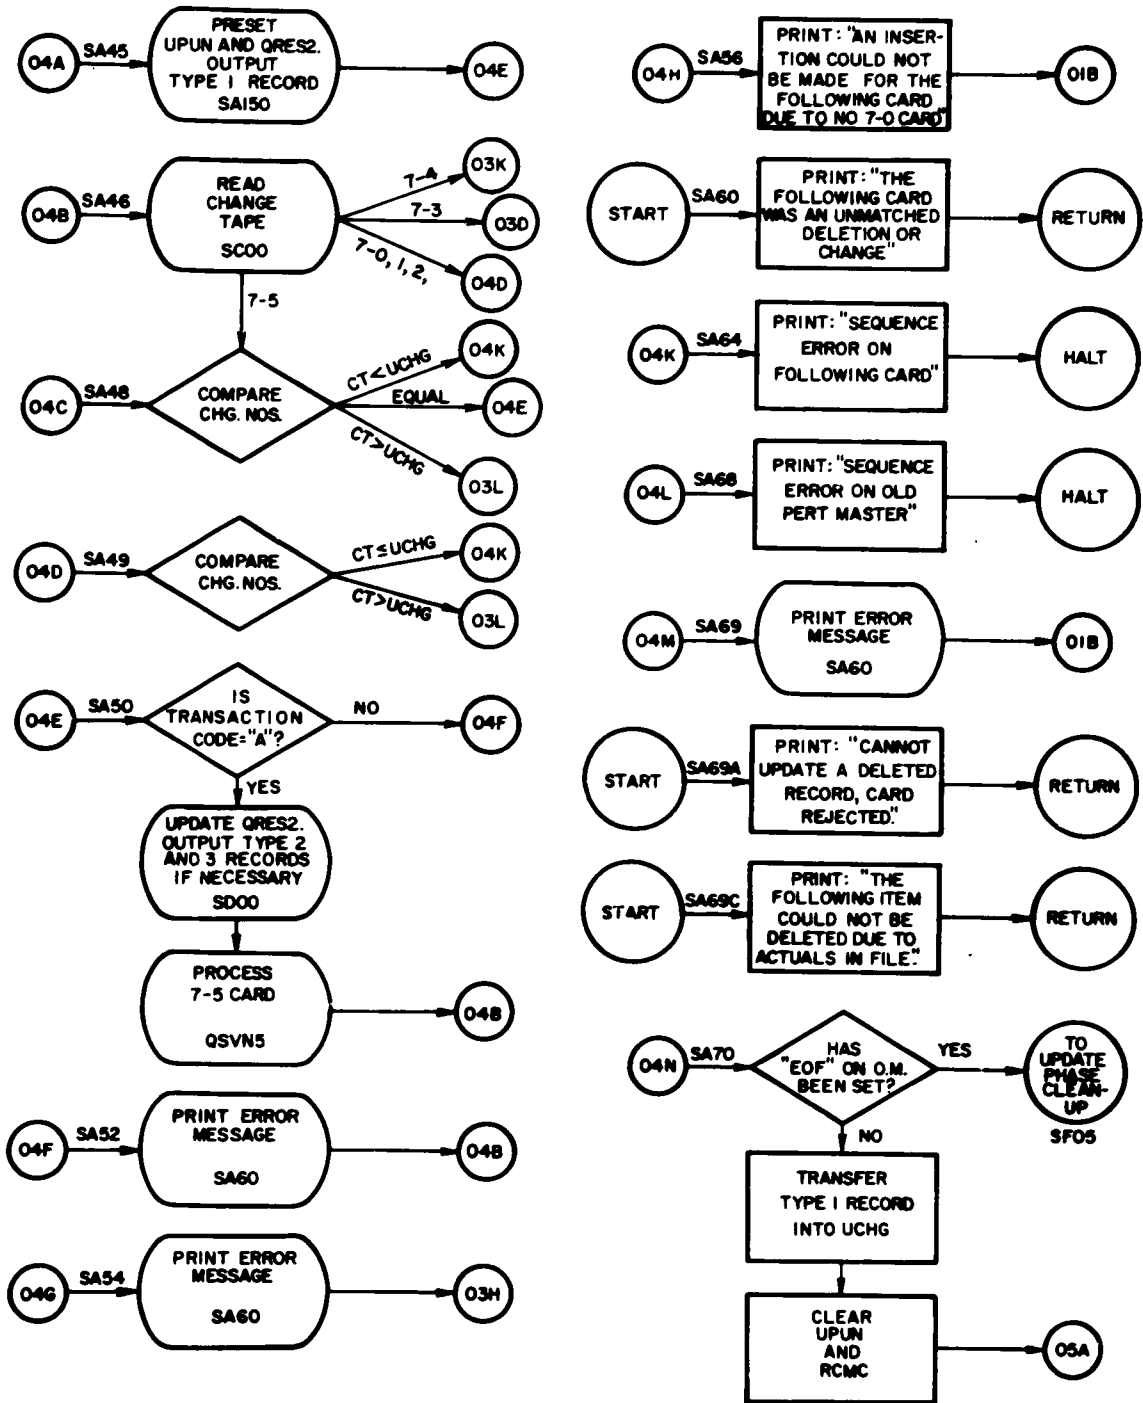 04A
SA45
PRESET
UPUN AND QRES2.
OUTPUT
TYPE 1 RECORD
SA150
04E
04B
SA46
READ
CHANGE
TAPE
SC00
7-4
03K
7-3
03D
7-0, 1, 2,
04D
7-5
04C
SA48
COMPARE
CHG. NOS.
CT<UCHG
04K
EQUAL
04E
CT>UCHG
03L
04D
SA49
COMPARE
CHG. NOS.
CT≤UCHG
04K
CT>UCHG
03L
04E
SA50
IS
TRANSACTION
CODE="A"?
NO
04F
YES
UPDATE QRES2.
OUTPUT TYPE 2
AND 3 RECORDS
IF NECESSARY
SD00
PROCESS
7-5 CARD
QSVN5
04B
04F
SA52
PRINT ERROR
MESSAGE
SA60
04B
04G
SA54
PRINT ERROR
MESSAGE
SA60
03H
04H
SA56
PRINT: "AN INSER-
TION COULD NOT
BE MADE FOR THE
FOLLOWING CARD
DUE TO NO 7-0 CARD"
01B
START
SA60
PRINT: "THE
FOLLOWING CARD
WAS AN UNMATCHED
DELETION OR
CHANGE"
RETURN
04K
SA64
PRINT: "SEQUENCE
ERROR ON
FOLLOWING CARD"
HALT
04L
SA68
PRINT: "SEQUENCE
ERROR ON OLD
PERT MASTER"
HALT
04M
SA69
PRINT ERROR
MESSAGE
SA60
01B
START
SA69A
PRINT: "CANNOT
UPDATE A DELETED
RECORD, CARD
REJECTED."
RETURN
START
SA69C
PRINT: "THE
FOLLOWING ITEM
COULD NOT BE
DELETED DUE TO
ACTUALS IN FILE."
RETURN
04N
SA70
HAS
"EOF" ON O.M.
BEEN SET?
YES
TO
UPDATE
PHASE
CLEAN-
UP
SF05
NO
TRANSFER
TYPE 1 RECORD
INTO UCHG
CLEAR
UPUN
AND
RCMC
05A